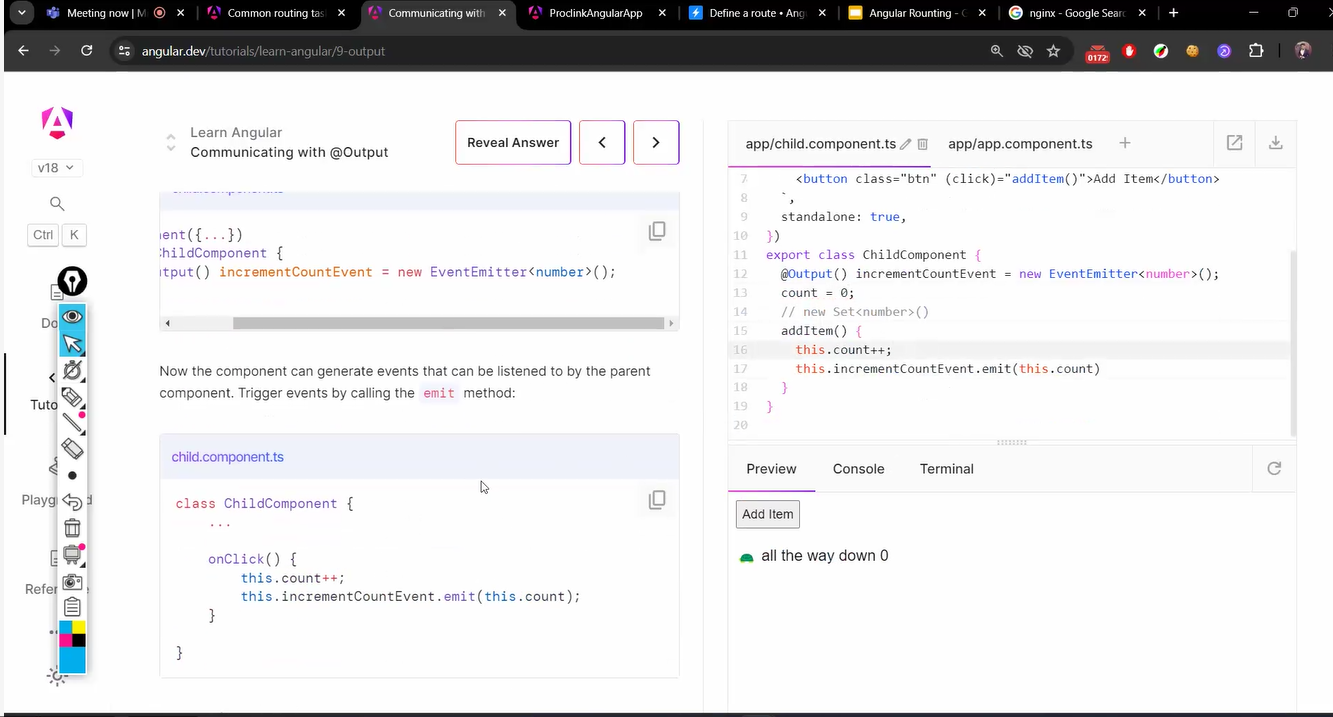 Meeting now | M
Common routing tas
Communicating with
ProclinkAngularApp
Define a route • Ang
Angular Rounting - G
nginx - Google Sear
angular.dev/tutorials/learn-angular/9-output
Learn Angular
Communicating with @Output
Reveal Answer
v18
Ctrl K
Tuto
Playg d
Refere
ent({...})
ChildComponent {
utput() incrementCountEvent = new EventEmitter<number>();
Now the component can generate events that can be listened to by the parent
component. Trigger events by calling the emit method:
child.component.ts
class ChildComponent {
...
onClick() {
this.count++;
this.incrementCountEvent.emit(this.count);
}
}
app/child.component.ts
app/app.component.ts
7 <button class="btn" (click)="addItem()">Add Item</button>
8 `,
9 standalone: true,
10 })
11 export class ChildComponent {
12 @Output() incrementCountEvent = new EventEmitter<number>();
13 count = 0;
14 // new Set<number>()
15 addItem() {
16 this.count++;
17 this.incrementCountEvent.emit(this.count)
18 }
19 }
20
Preview Console Terminal
Add Item
all the way down 0